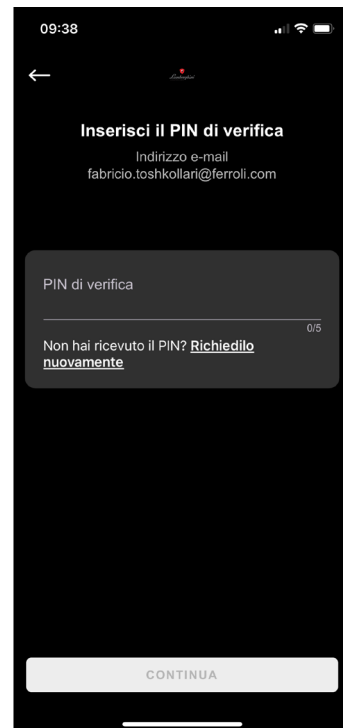 09:38
Lamborghini
Inserisci il PIN di verifica
Indirizzo e-mail
fabricio.toshkollari@ferroli.com
PIN di verifica
0/5
Non hai ricevuto il PIN? Richiedilo
nuovamente
CONTINUA